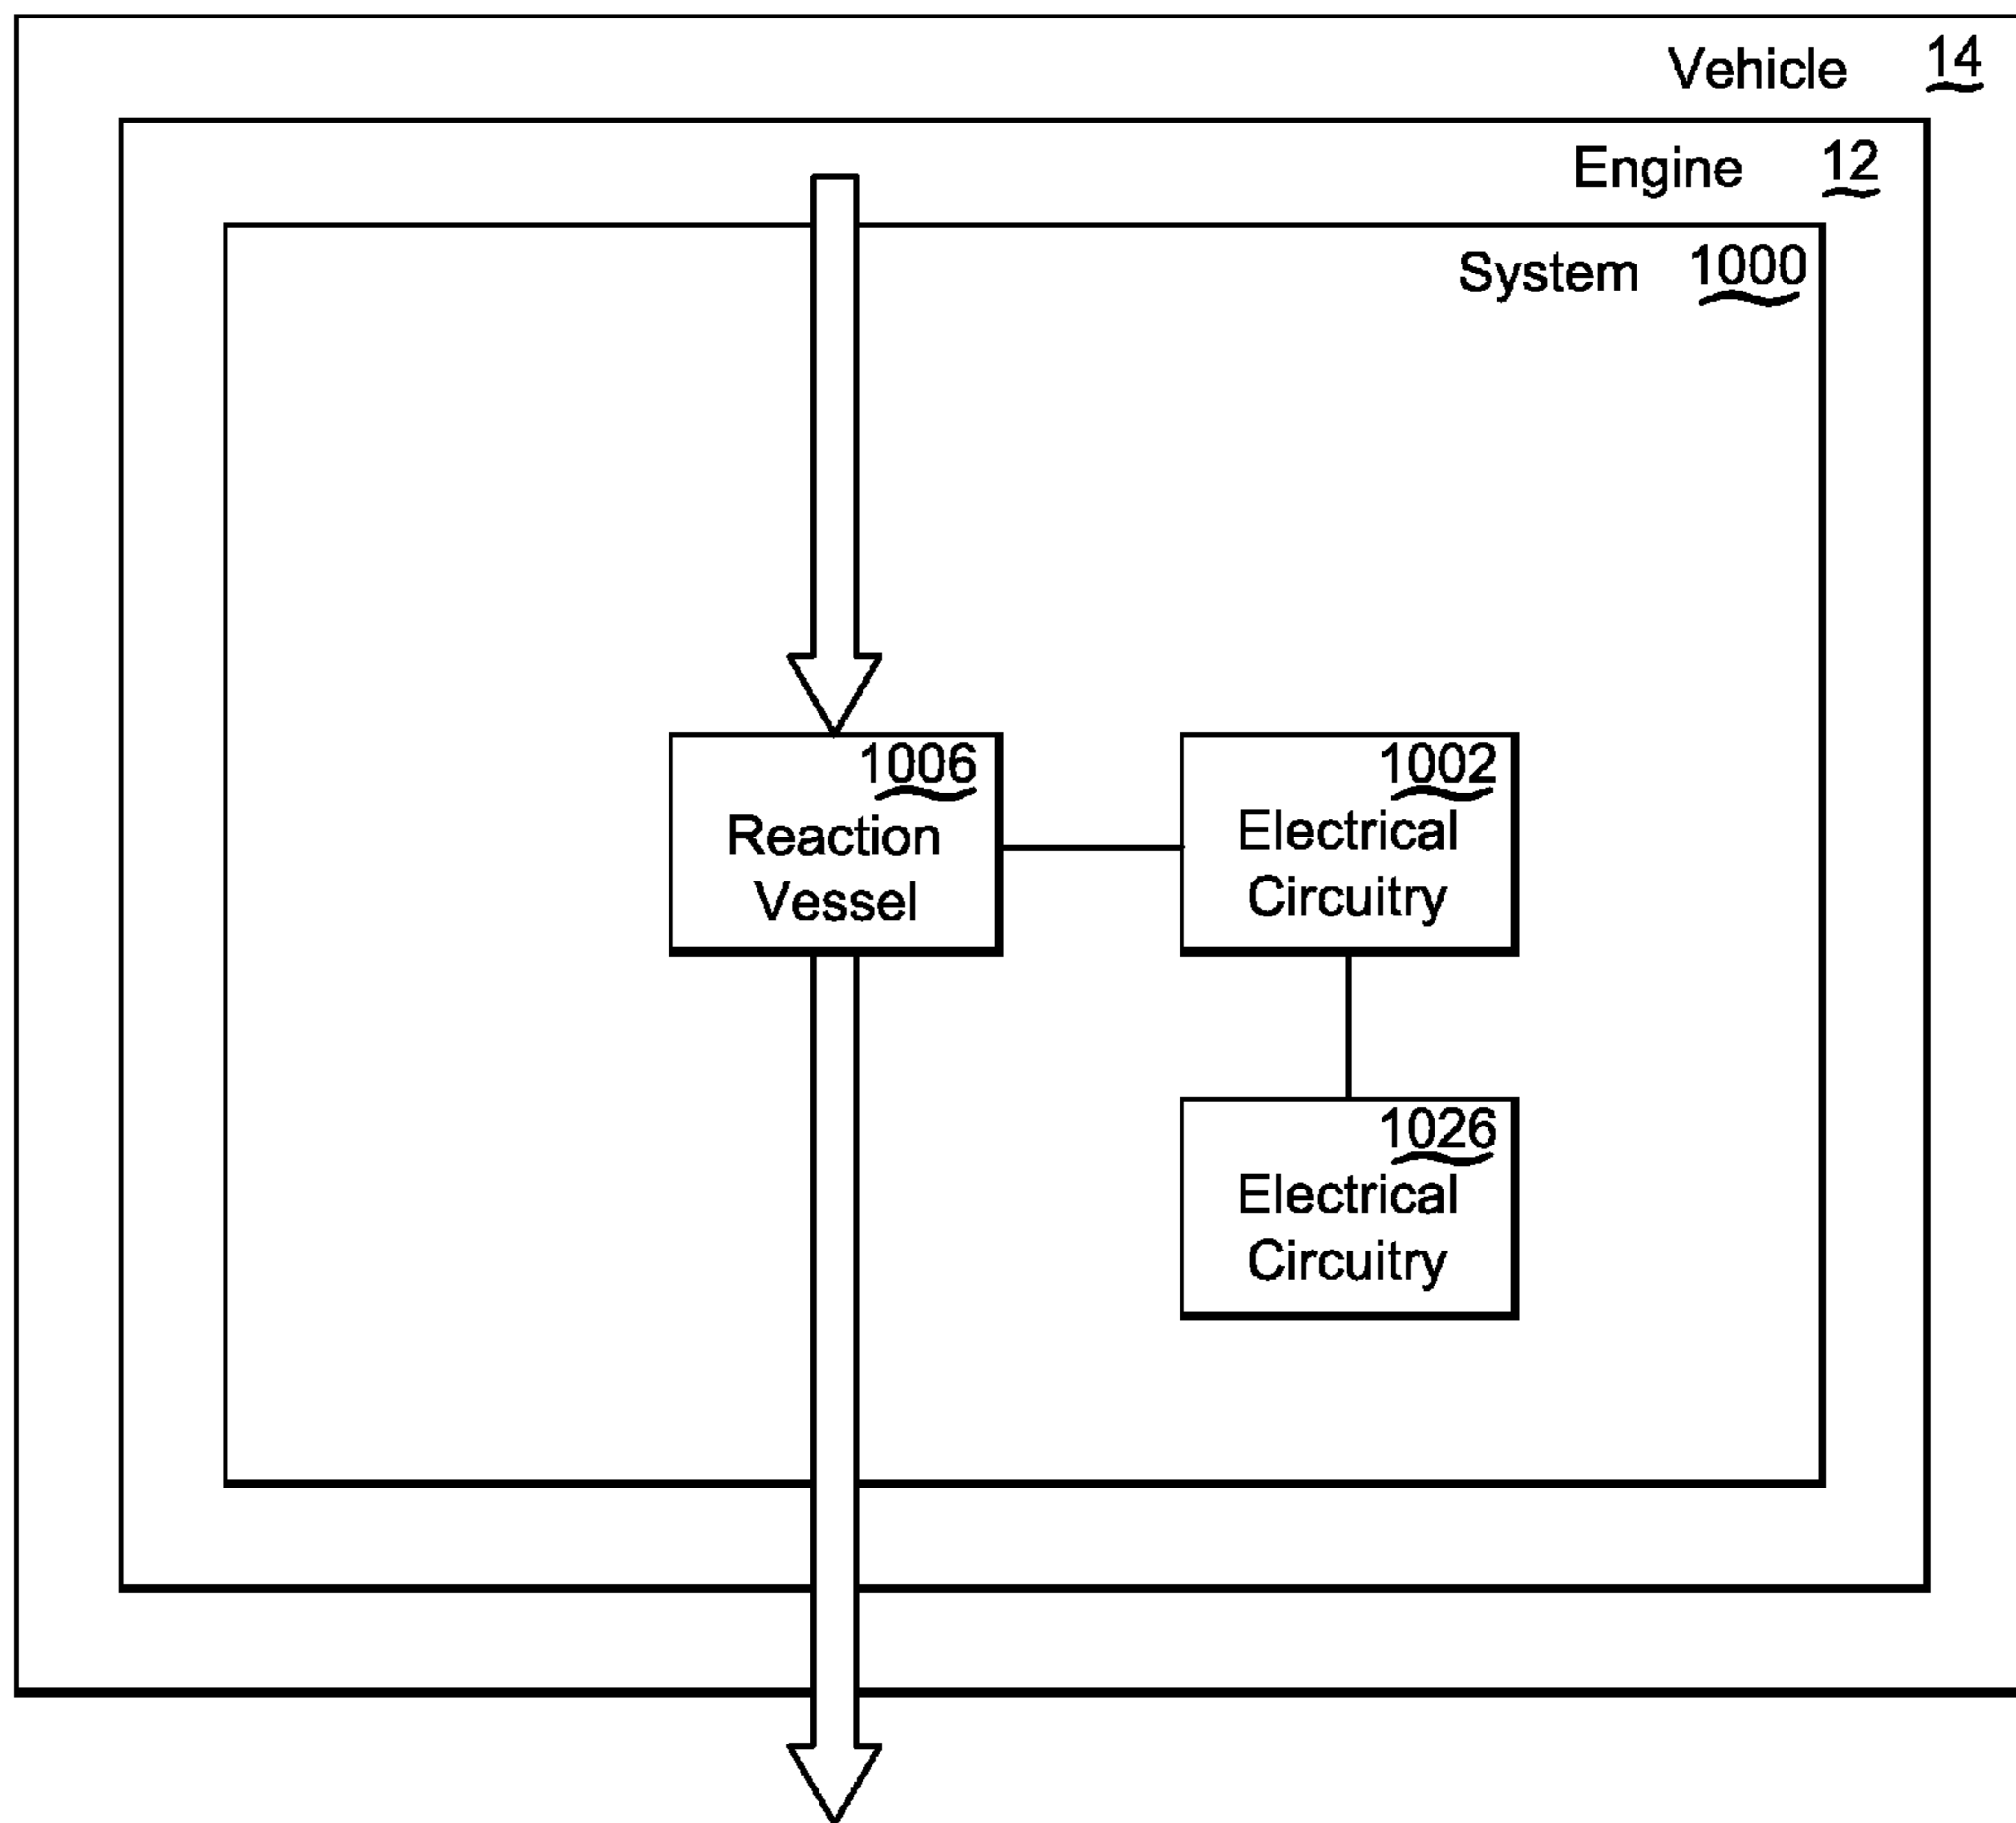 Vehicle 14
Engine 12
System 1000
1006
Reaction
Vessel
1002
Electrical
Circuitry
1026
Electrical
Circuitry